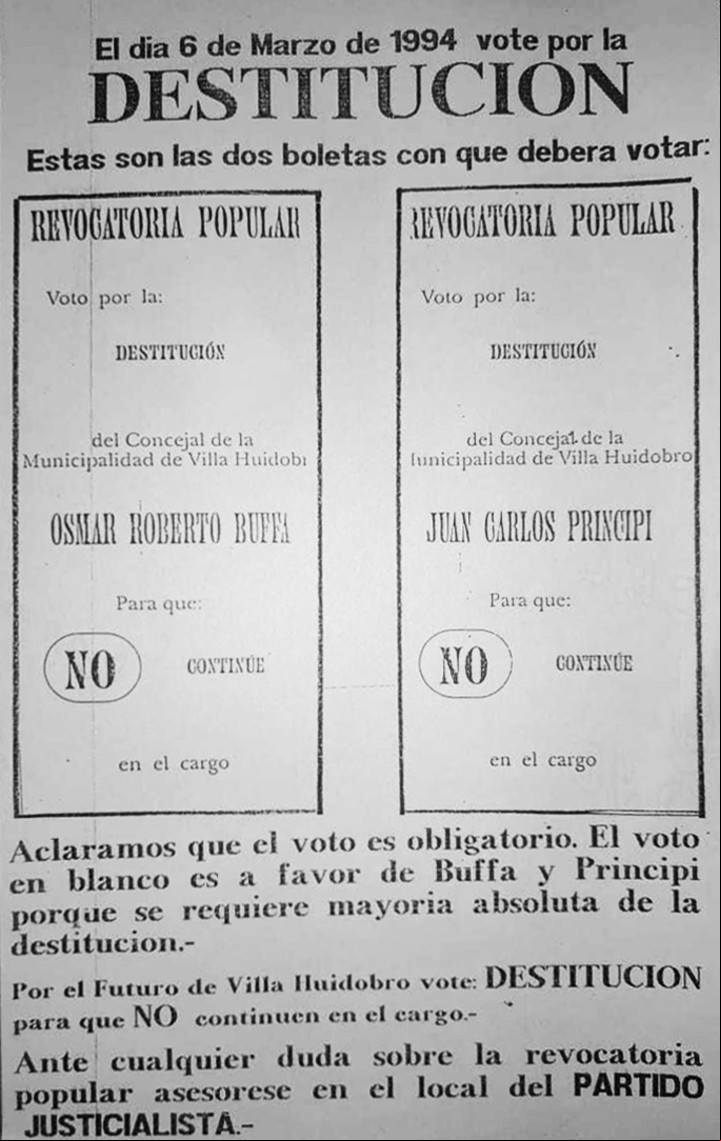 El dia 6 de Marzo de 1994 vote por la
DESTITUCION
Estas son las dos boletas con que debera votar:
REVOCATORIA POPULAR
Voto por la:
DESTITUCIÓN
del Concejal de la
Municipalidad de Villa Huidob
OSMAR ROBERTO BUFFA
Para que:
NO CONTINÚE
en el cargo
REVOCATORIA POPULAR
Voto por la:
DESTITUCIÓN
del Concejal de la
unicipalidad de Villa Huidobro
JUAN CARLOS PRINCIPI
Para que:
NO CONTINÚE
en el cargo
Aclaramos que el voto es obligatorio. El voto
en blanco es a favor de Buffa y Principi
porque se requiere mayoria absoluta de la
destitucion.-
Por el Futuro de Villa Huidobro vote: DESTITUCION
para que NO continuen en el cargo.-
Ante cualquier duda sobre la revocatoria
popular asesorese en el local del PARTIDO
JUSTICIALISTA.-